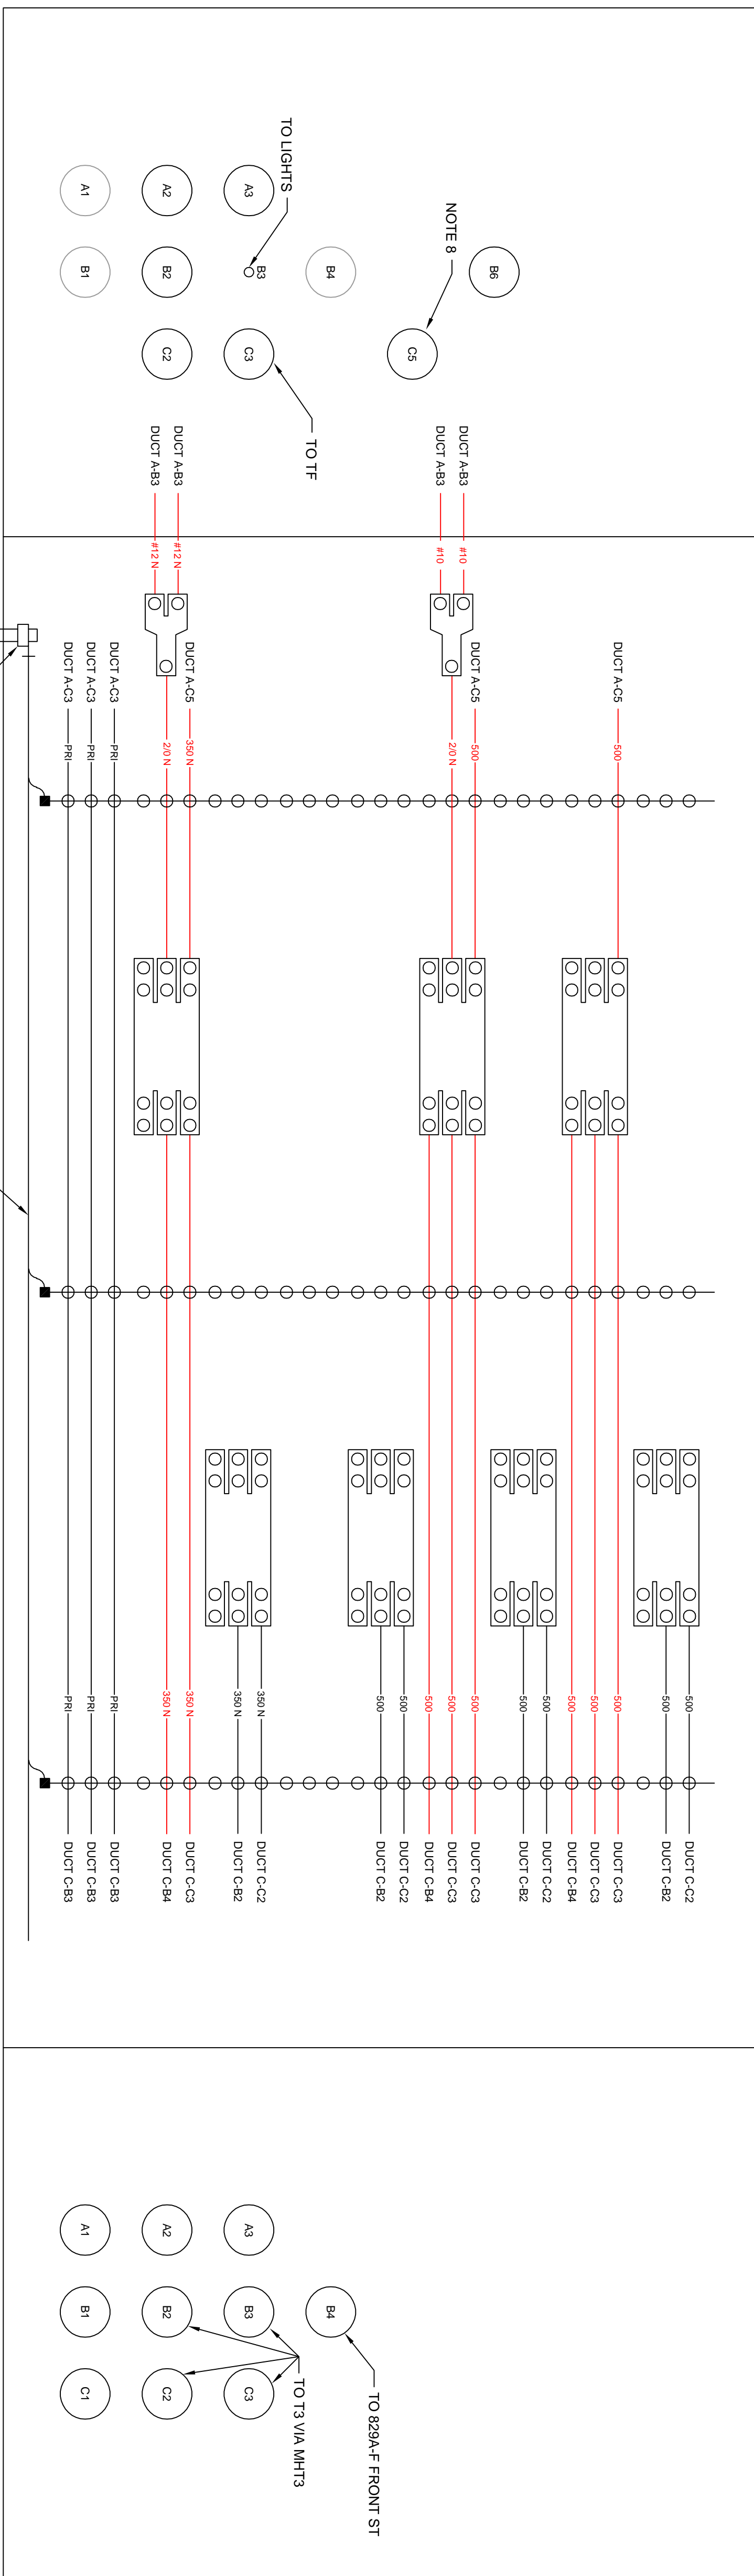 TO LIGHTS
NOTE 8
TO TF
A1
A2
A3
B1
B2
B3
B4
B6
C2
C3
C5
DUCT A-B3
DUCT A-B3
DUCT A-B3
DUCT A-B3
#12 N
#12 N
#10
#10
DUCT A-C3
DUCT A-C3
DUCT A-C3
DUCT A-C5
DUCT A-C5
DUCT A-C5
PRI
PRI
PRI
2/0 N
350 N
2/0 N
500
500
PRI
PRI
PRI
350 N
350 N
350 N
350 N
500
500
500
500
500
500
500
500
500
500
500
500
DUCT C-B3
DUCT C-B3
DUCT C-B3
DUCT C-B4
DUCT C-C3
DUCT C-B2
DUCT C-C2
DUCT C-B2
DUCT C-C2
DUCT C-B4
DUCT C-C3
DUCT C-C3
DUCT C-B2
DUCT C-C2
DUCT C-B4
DUCT C-C3
DUCT C-C3
DUCT C-B2
DUCT C-C2
A1
A2
A3
B1
B2
B3
B4
C1
C2
C3
TO T3 VIA MHT3
TO 829A-F FRONT ST